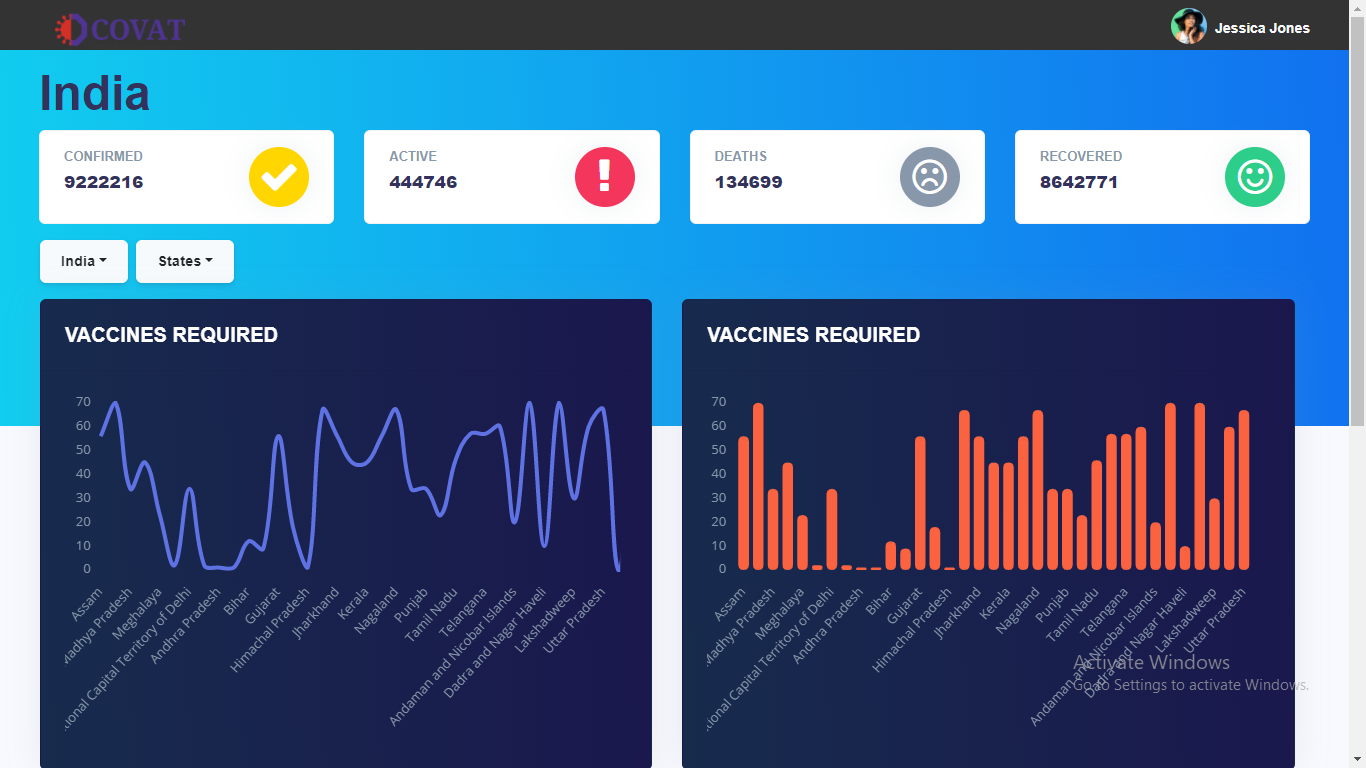 COVAT
Jessica Jones
India
CONFIRMED
9222216
ACTIVE
444746
DEATHS
134699
RECOVERED
8642771
India
States
VACCINES REQUIRED
70
60
50
40
30
20
10
0
Assam
Madhya Pradesh
Meghalaya
tional Capital Territory of Delhi
Andhra Pradesh
Bihar
Gujarat
Himachal Pradesh
Jharkhand
Kerala
Nagaland
Punjab
Tamil Nadu
Telangana
Andaman and Nicobar Islands
Dadra and Nagar Haveli
Lakshadweep
Uttar Pradesh
VACCINES REQUIRED
70
60
50
40
30
20
10
0
Assam
Madhya Pradesh
Meghalaya
tional Capital Territory of Delhi
Andhra Pradesh
Bihar
Gujarat
Himachal Pradesh
Jharkhand
Kerala
Nagaland
Punjab
Tamil Nadu
Telangana
Andaman and Nicobar Islands
Dadra and Nagar Haveli
Lakshadweep
Uttar Pradesh
Activate Windows
Go to Settings to activate Windows.